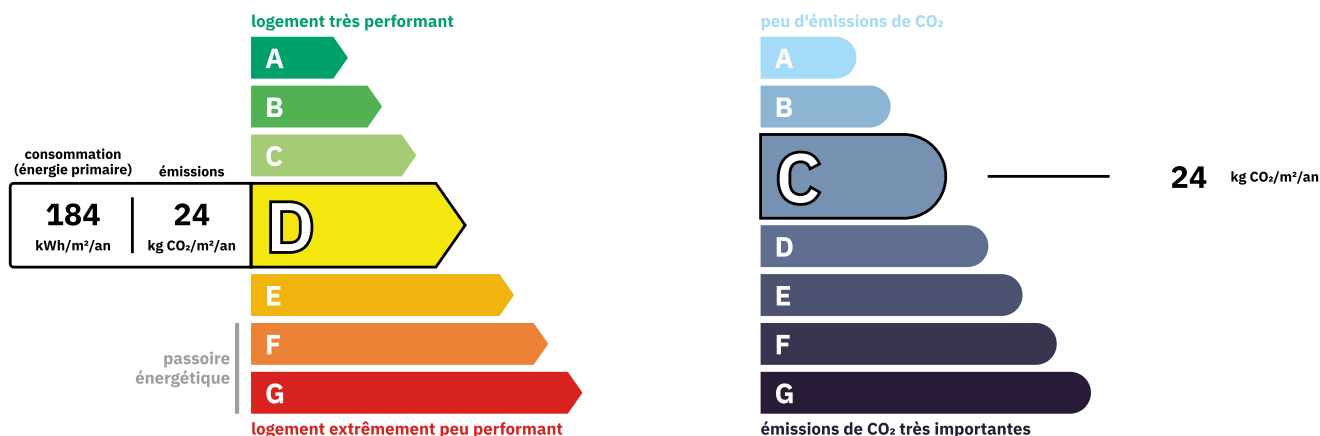 logement très performant
A
B
C
consommation
(énergie primaire)
émissions
184
kWh/m²/an
24
kg CO₂/m²/an
D
E
F
G
passoire
énergétique
logement extrêmement peu performant
peu d'émissions de CO₂
A
B
C
24
kg CO₂/m²/an
D
E
F
G
émissions de CO₂ très importantes